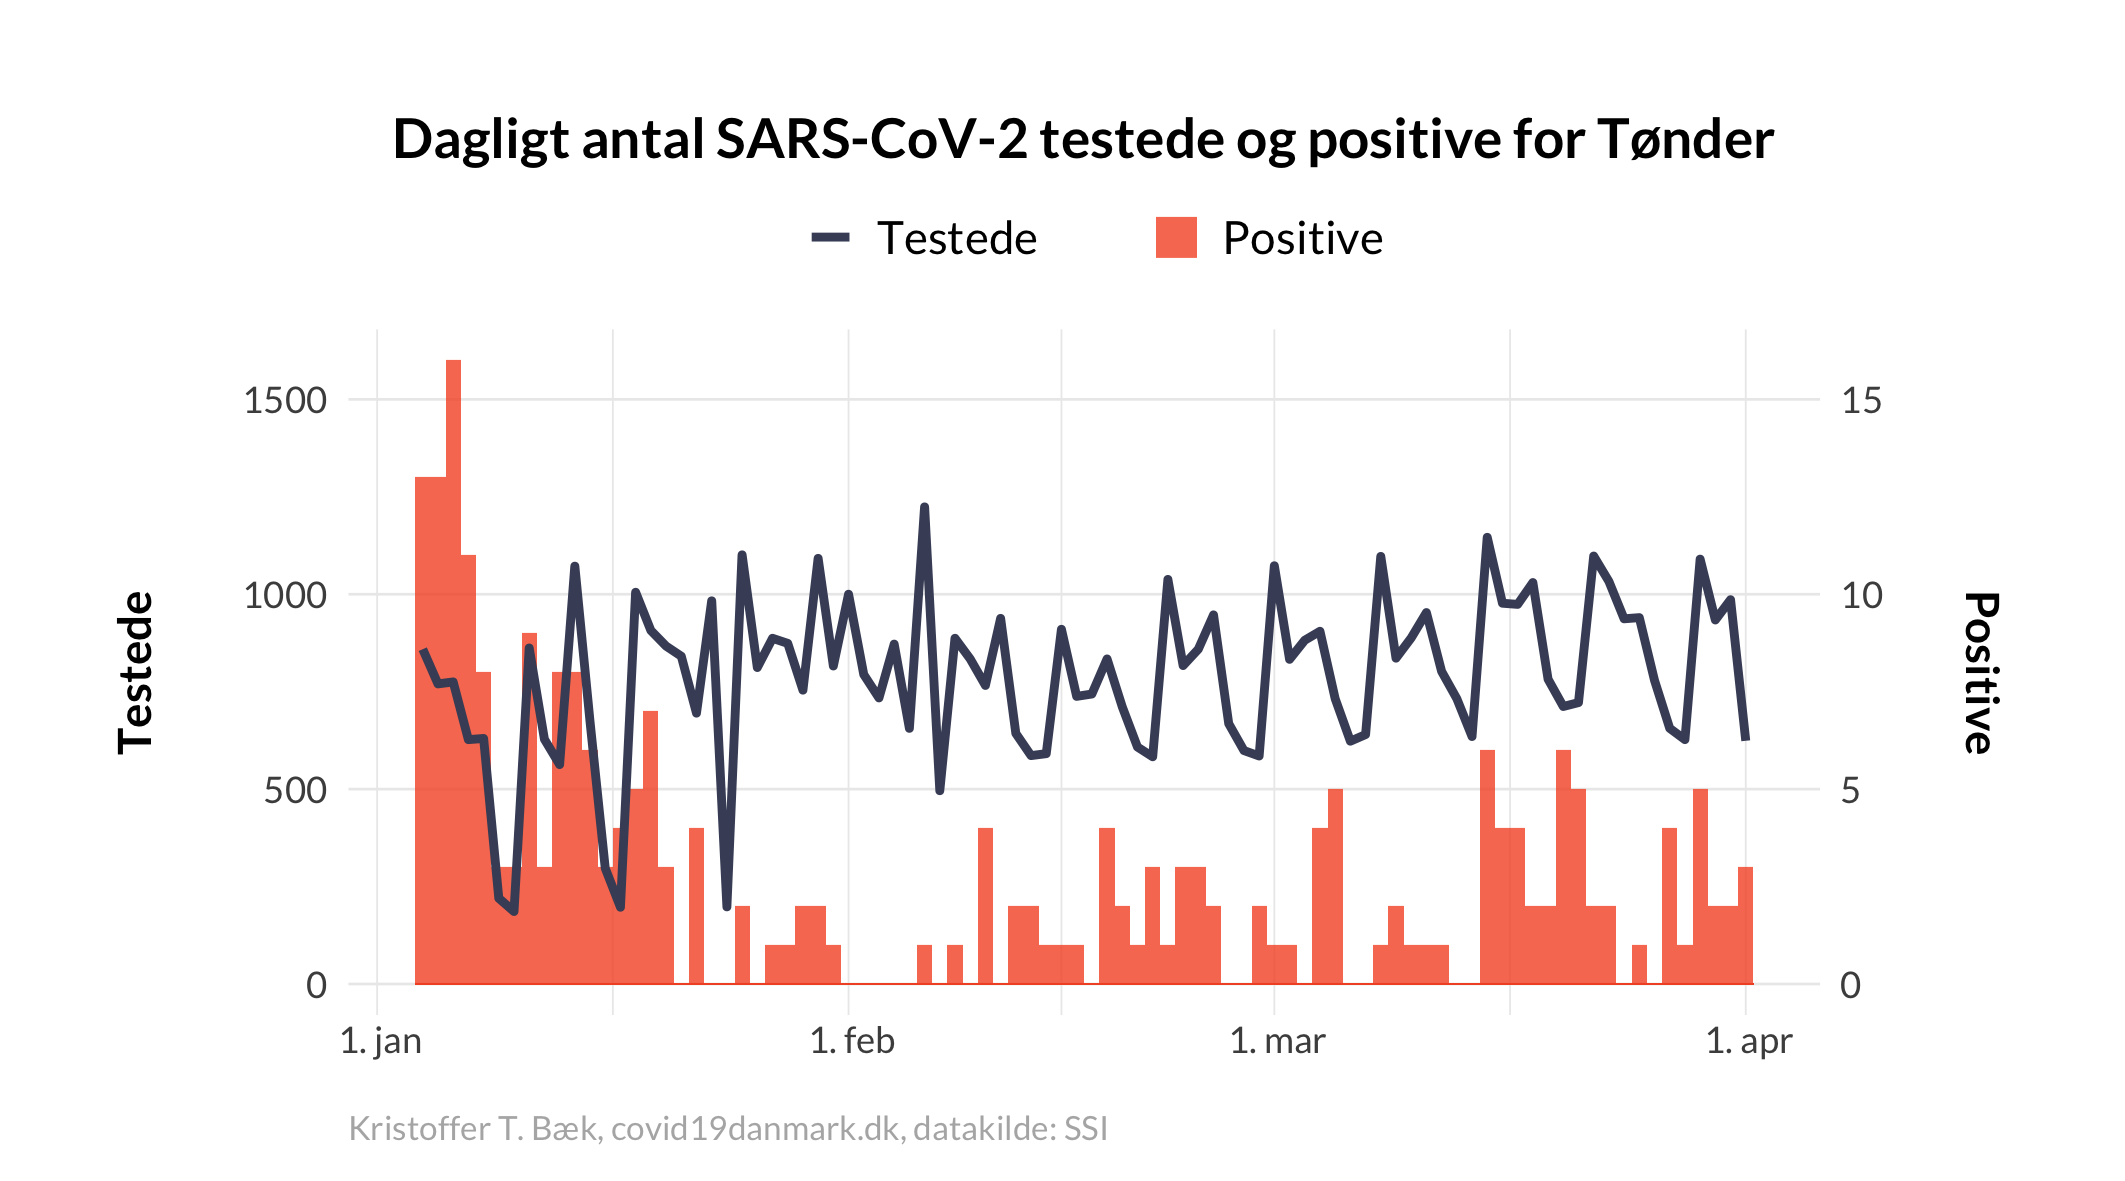 Dagligt antal SARS-CoV-2 testede og positive for Tønder
Testede Positive
1500 15
1000 10
500 5
0 0
Testede
Positive
1. jan 1. feb 1. mar 1. apr
Kristoffer T. Bæk, covid19danmark.dk, datakilde: SSI